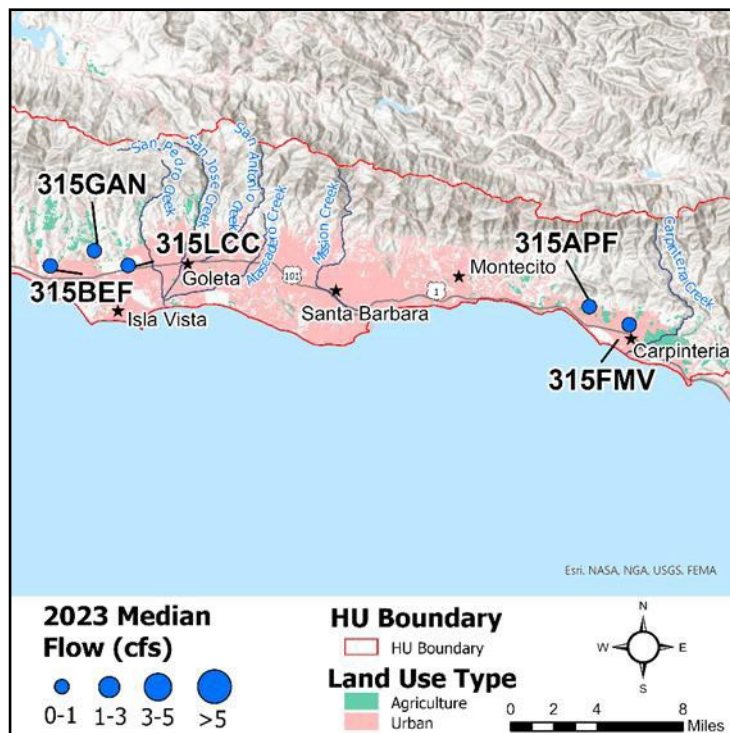 San Pedro
Creek
San Jose
Creek
San Antonio
Creek
Atascadero Creek
Mission Creek
Carpinteria
Creek
315GAN
315LCC
315BEF
Goleta
Isla Vista
101
Santa Barbara
Montecito
1
315APF
315FMV
Carpinteria
Esri, NASA, NGA, USGS, FEMA
2023 Median
Flow (cfs)
0-1 1-3 3-5 >5
HU Boundary
HU Boundary
Land Use Type
Agriculture
Urban
N
W E
S
0 2 4 8
Miles